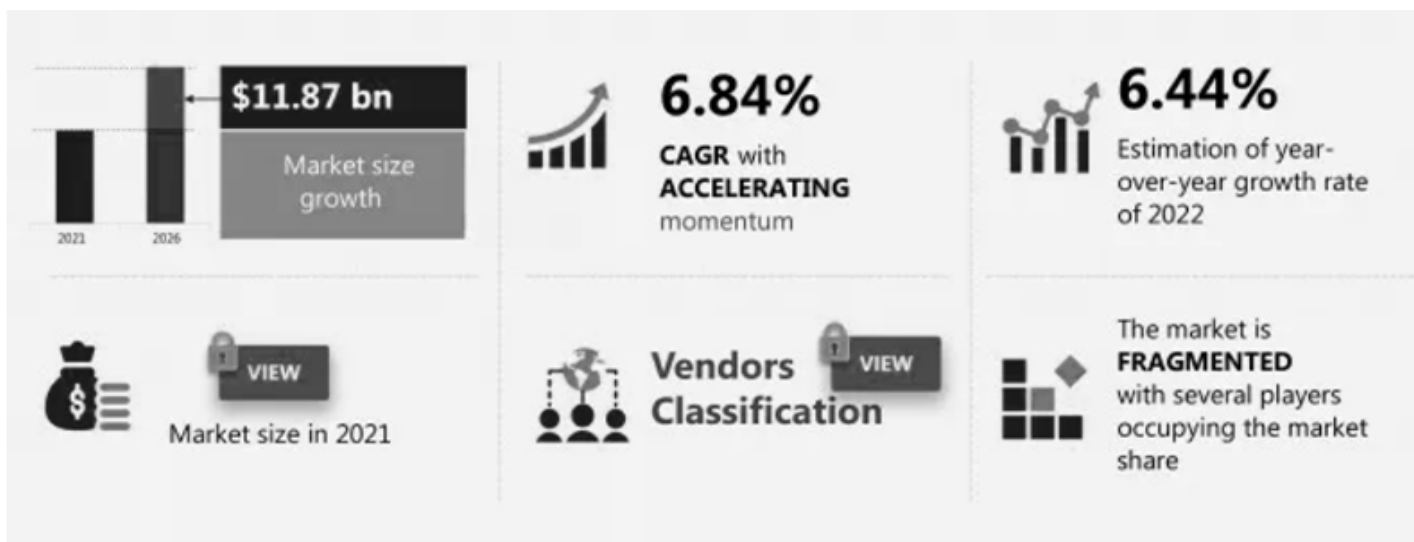 $11.87 bn
Market size
growth
2021
2026
6.84%
CAGR with
ACCELERATING
momentum
6.44%
Estimation of year-
over-year growth rate
of 2022
$
VIEW
Market size in 2021
Vendors
Classification
VIEW
The market is
FRAGMENTED
with several players
occupying the market
share